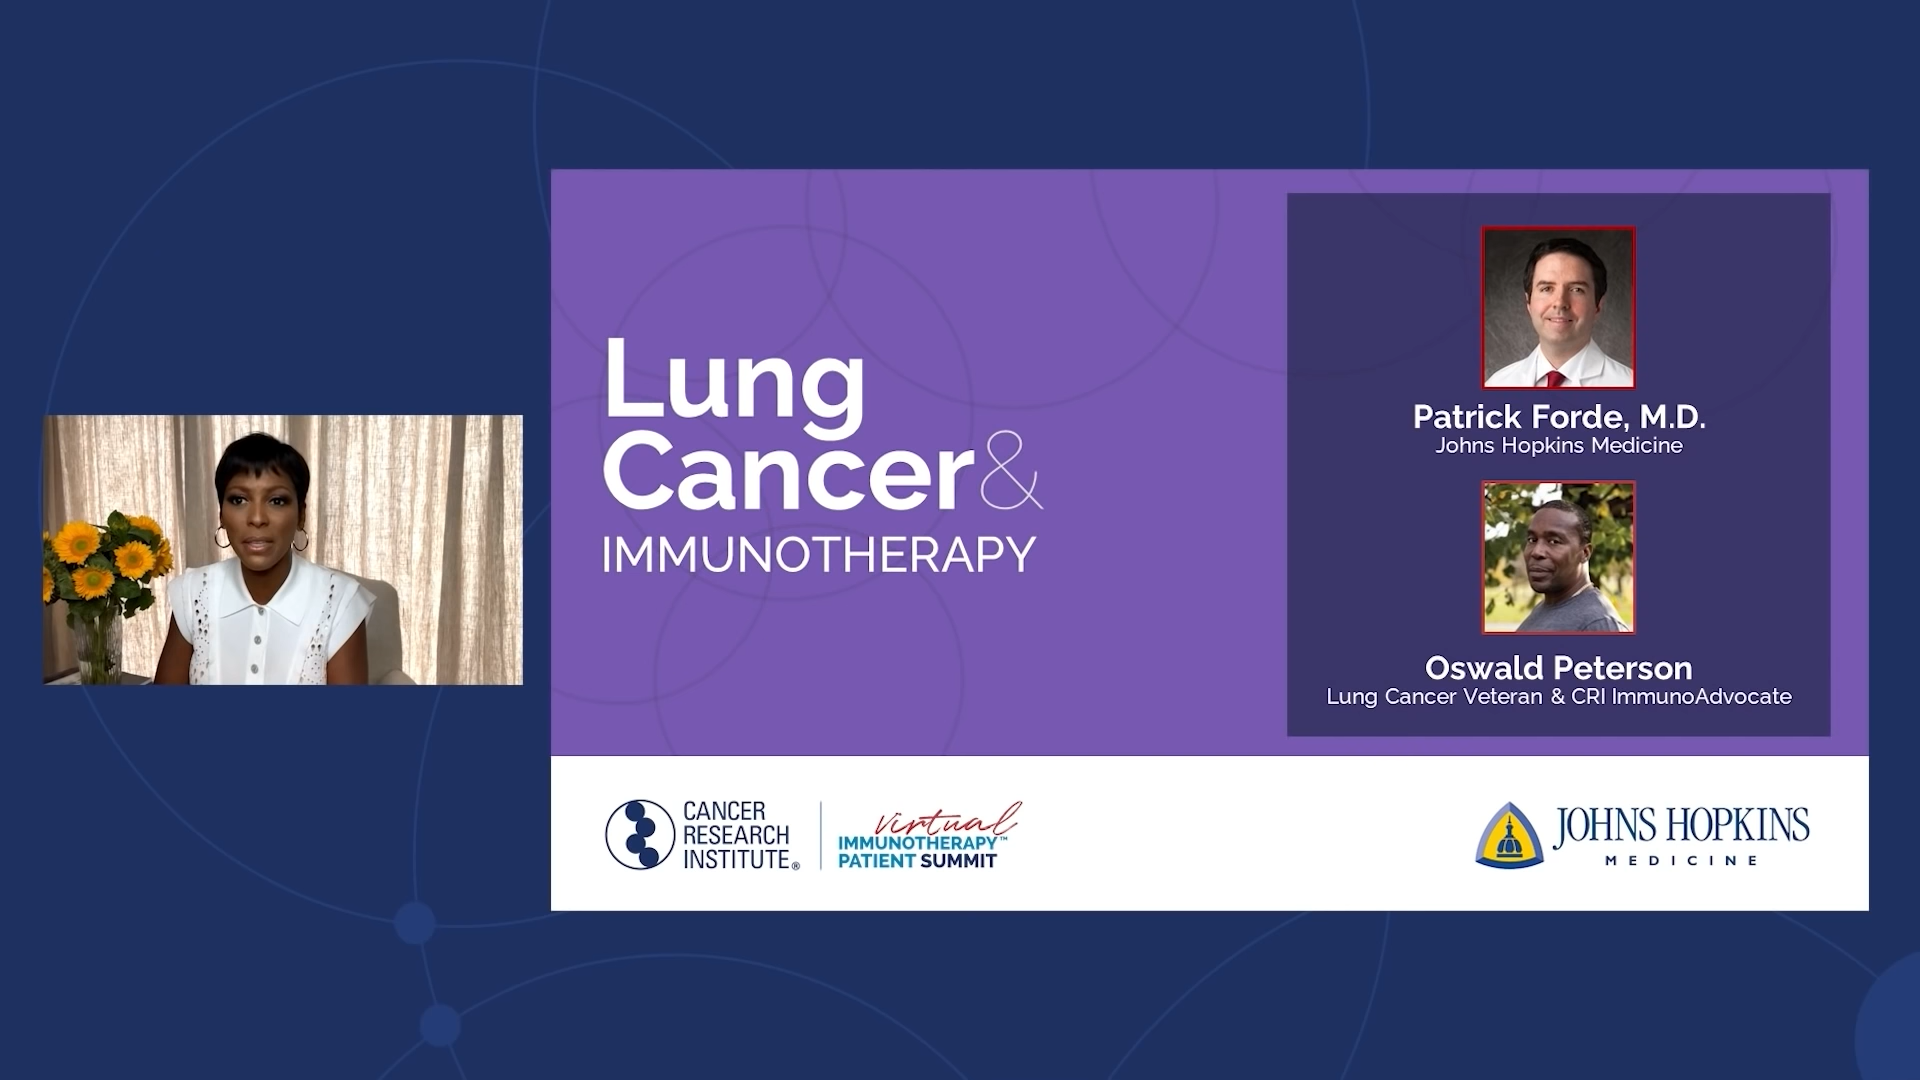 Lung
Cancer &
IMMUNOTHERAPY
Patrick Forde, M.D.
Johns Hopkins Medicine
Oswald Peterson
Lung Cancer Veteran & CRI ImmunoAdvocate
CANCER
RESEARCH
INSTITUTE®
virtual
IMMUNOTHERAPY™
PATIENT SUMMIT
JOHNS HOPKINS
MEDICINE